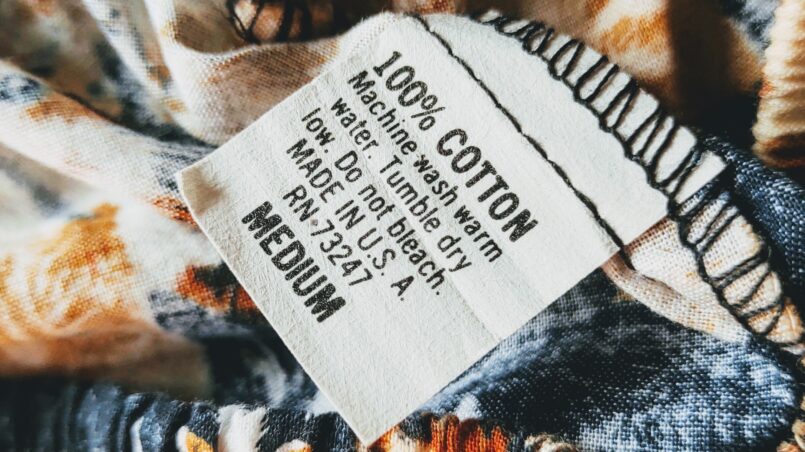 100% COTTON
Machine wash warm
water. Tumble dry
low. Do not bleach.
MADE IN U. S. A.
RN 73247
MEDIUM